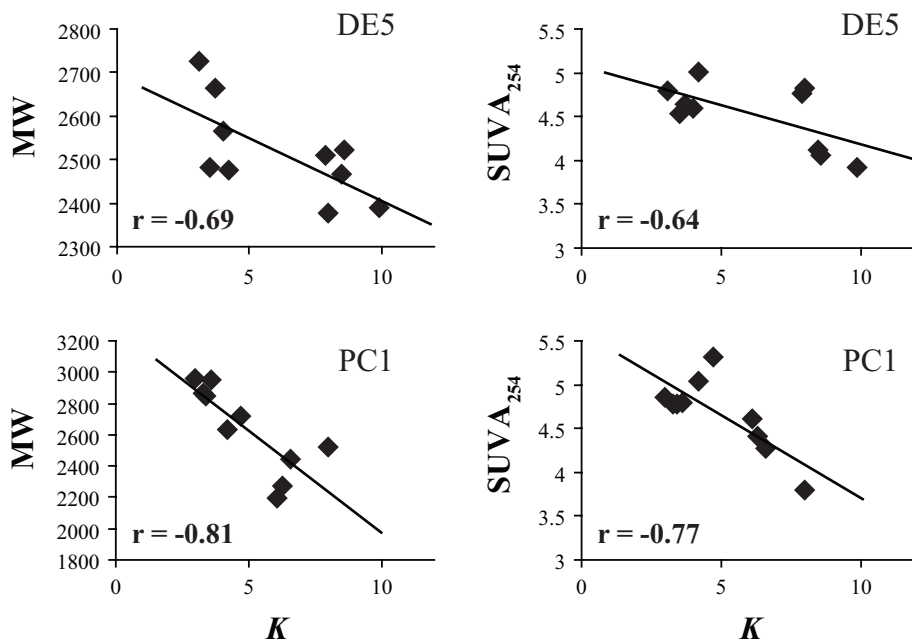 DE5
MW
2800
2700
2600
2500
2400
2300
0
5
10
r = -0.69
DE5
SUVA254
5.5
5
4.5
4
3.5
3
0
5
10
r = -0.64
PC1
MW
3200
3000
2800
2600
2400
2200
2000
1800
0
5
10
r = -0.81
K
PC1
SUVA254
5.5
5
4.5
4
3.5
3
0
5
10
r = -0.77
K